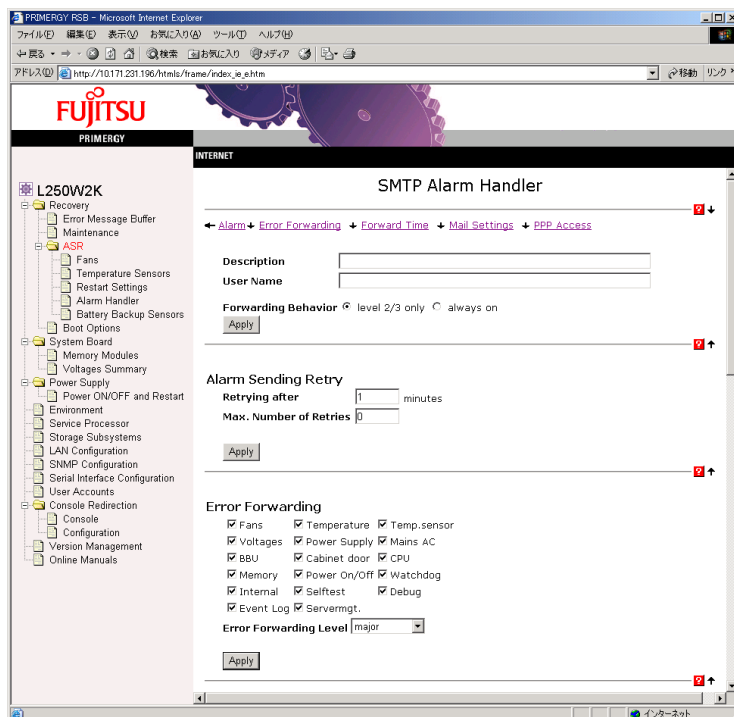 PRIMERGY RSB - Microsoft Internet Explorer
ファイル(F) 編集(E) 表示(V) お気に入り(A) ツール(T) ヘルプ(H)
戻る 検索 お気に入り メディア
アドレス(D) http://10.171.231.196/htmls/frame/index_ie_e.htm 移動 リンク »
FUJITSU
PRIMERGY
INTERNET
L250W2K
Recovery
Error Message Buffer
Maintenance
ASR
Fans
Temperature Sensors
Restart Settings
Alarm Handler
Battery Backup Sensors
Boot Options
System Board
Memory Modules
Voltages Summary
Power Supply
Power ON/OFF and Restart
Environment
Service Processor
Storage Subsystems
LAN Configuration
SNMP Configuration
Serial Interface Configuration
User Accounts
Console Redirection
Console
Configuration
Version Management
Online Manuals
SMTP Alarm Handler
?
Alarm Error Forwarding Forward Time Mail Settings PPP Access
Description
User Name
Forwarding Behavior level 2/3 only always on
Apply
?
Alarm Sending Retry
Retrying after 1 minutes
Max. Number of Retries 0
Apply
?
Error Forwarding
Fans Temperature Temp.sensor
Voltages Power Supply Mains AC
BBU Cabinet door CPU
Memory Power On/Off Watchdog
Internal Selftest Debug
Event Log Servermgt.
Error Forwarding Level major
Apply
?
インターネット